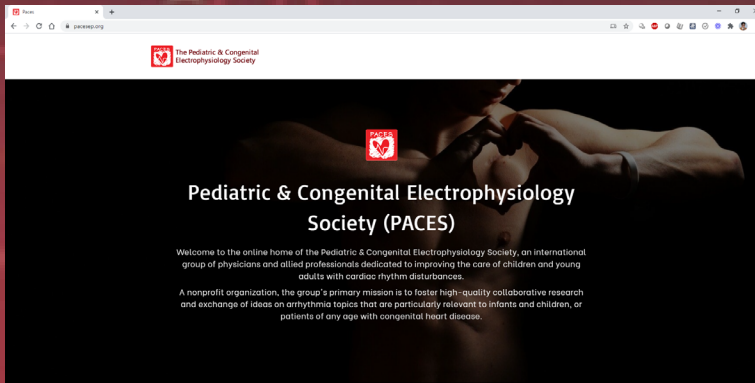 Paces
pacesep.org
PACES
The Pediatric & Congenital
Electrophysiology Society
PACES
Pediatric & Congenital Electrophysiology
Society (PACES)
Welcome to the online home of the Pediatric & Congenital Electrophysiology Society, an international
group of physicians and allied professionals dedicated to improving the care of children and young
adults with cardiac rhythm disturbances.
A nonprofit organization, the group's primary mission is to foster high-quality collaborative research
and exchange of ideas on arrhythmia topics that are particularly relevant to infants and children, or
patients of any age with congenital heart disease.